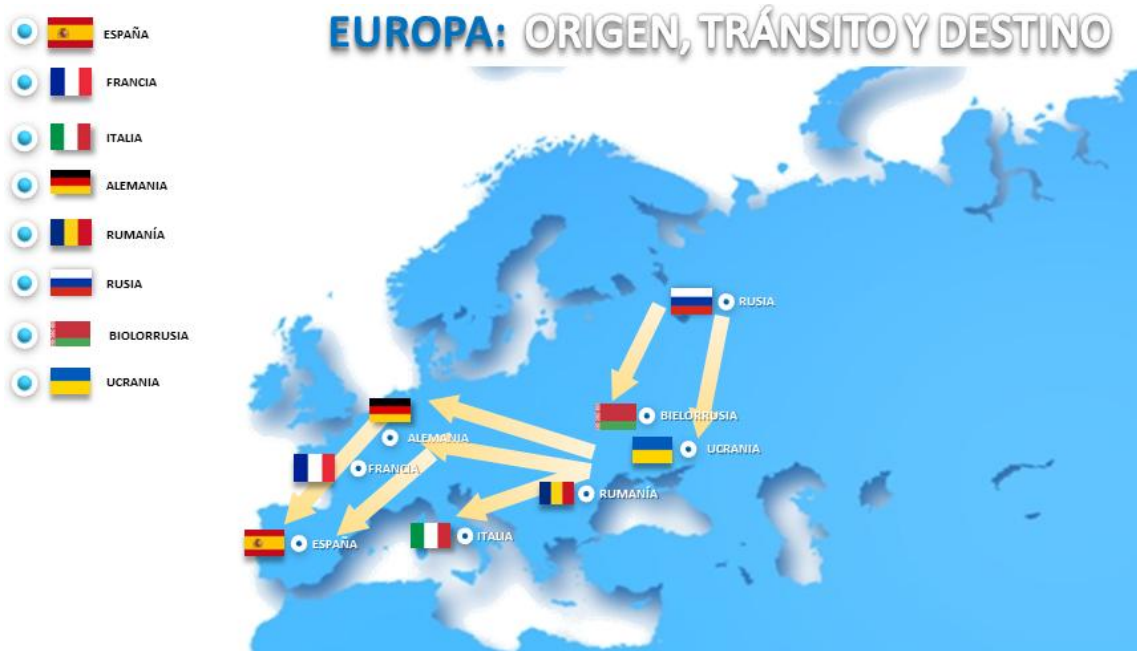 EUROPA: ORIGEN, TRÁNSITO Y DESTINO
ESPAÑA
FRANCIA
ITALIA
ALEMANIA
RUMANÍA
RUSIA
BIOLORRUSIA
UCRANIA
RUSIA
BIELORRUSIA
ALEMANIA
UCRANIA
FRANCIA
RUMANÍA
ITALIA
ESPAÑA